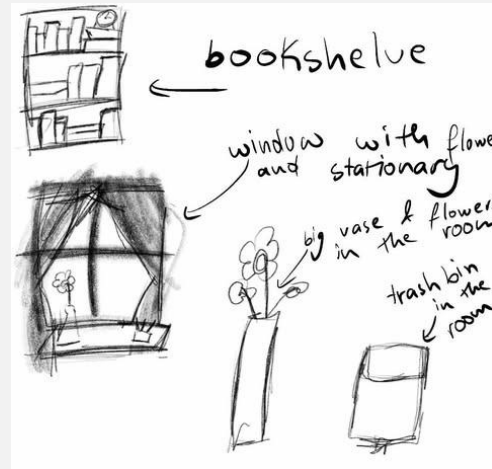 bookshelve
window with flowe
and stationary
big vase & flower
in the room
trash bin
in the
room